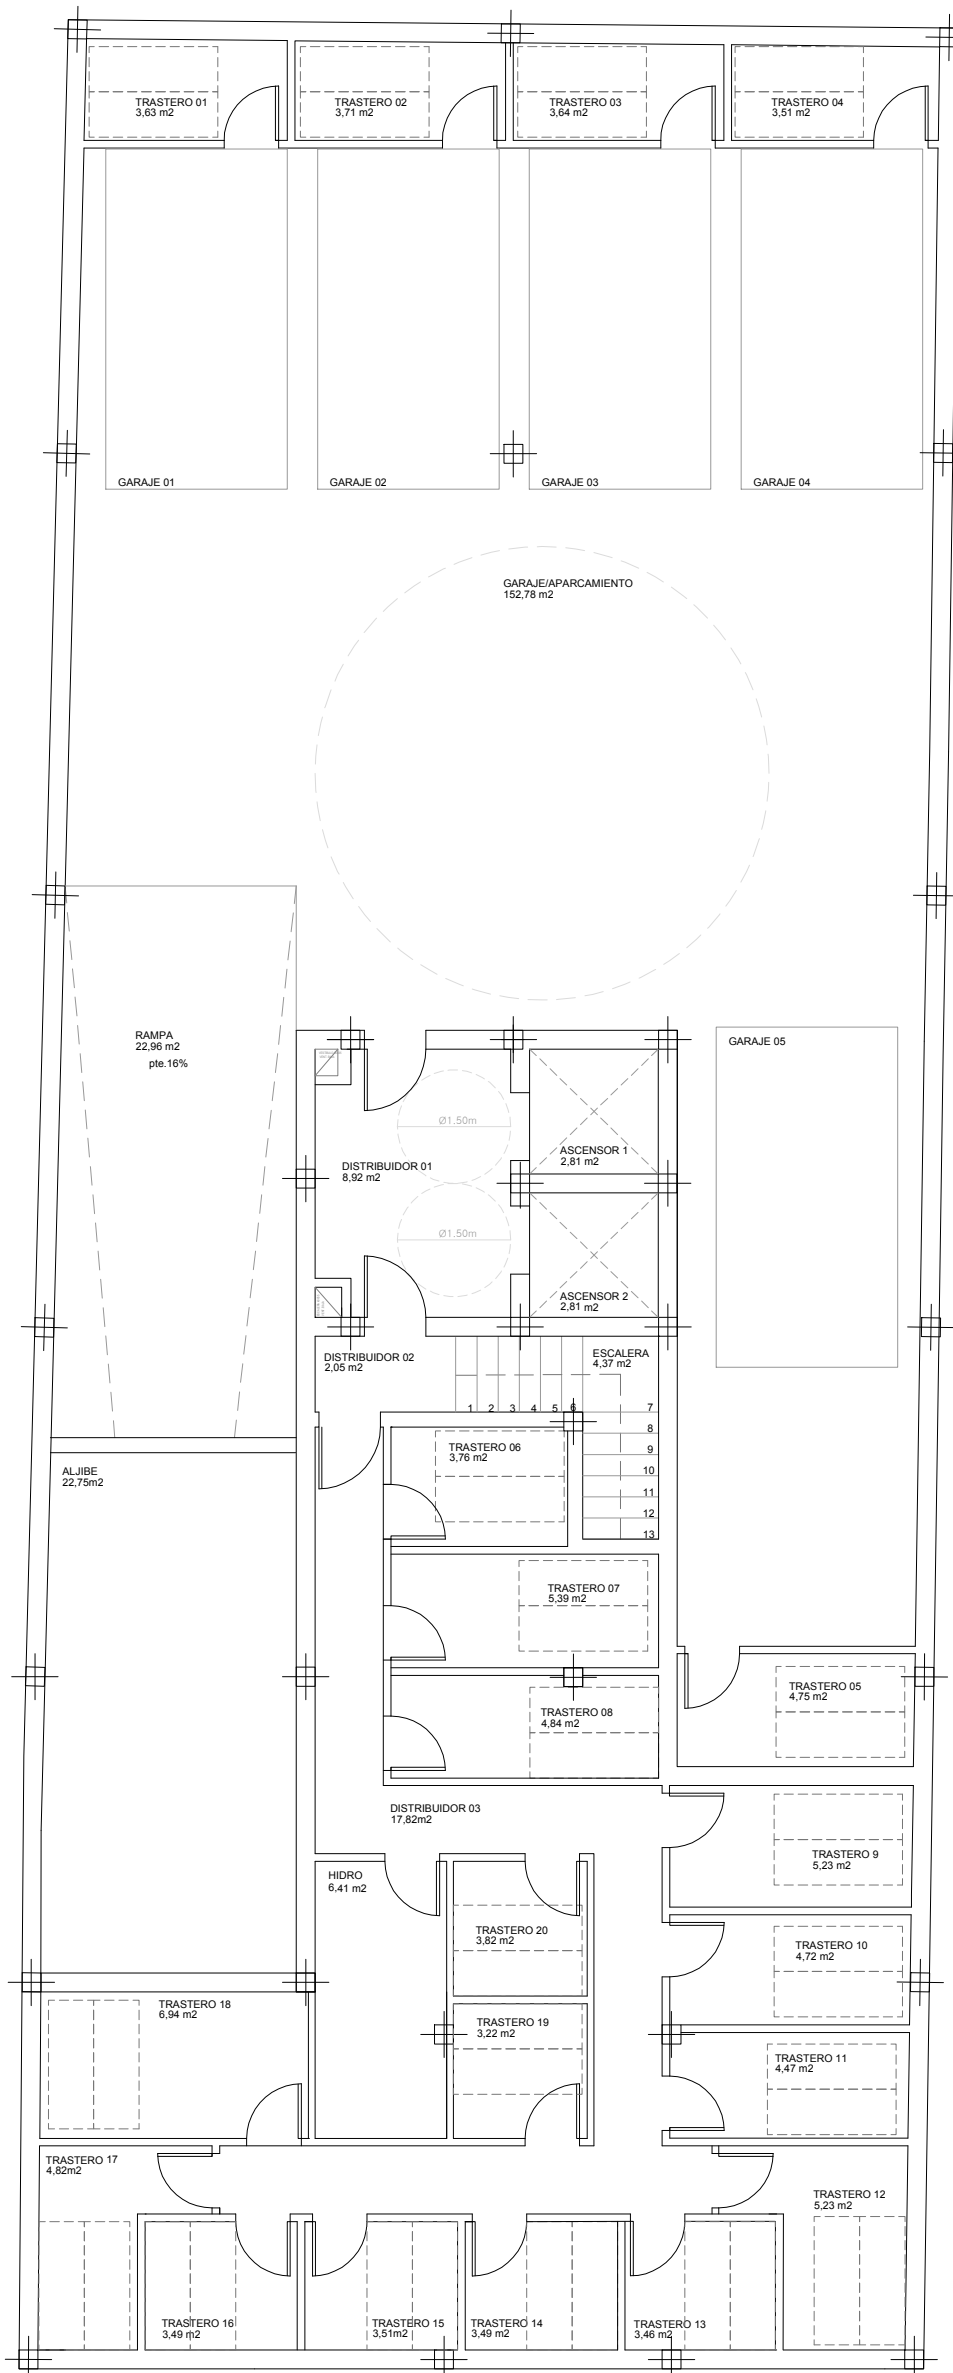 TRASTERO 01
3,63 m2
TRASTERO 02
3,71 m2
TRASTERO 03
3,64 m2
TRASTERO 04
3,51 m2
GARAJE 01
GARAJE 02
GARAJE 03
GARAJE 04
GARAJE/APARCAMIENTO
152,78 m2
RAMPA
22,96 m2
pte.16%
GARAJE 05
Ø1.50m
ASCENSOR 1
2,81 m2
DISTRIBUIDOR 01
8,92 m2
Ø1.50m
ASCENSOR 2
2,81 m2
DISTRIBUIDOR 02
2,05 m2
ESCALERA
4,37 m2
1
2
3
4
5
6
7
8
9
10
11
12
13
TRASTERO 06
3,76 m2
ALJIBE
22,75m2
TRASTERO 07
5,39 m2
TRASTERO 05
4,75 m2
TRASTERO 08
4,84 m2
DISTRIBUIDOR 03
17,82m2
TRASTERO 9
5,23 m2
HIDRO
6,41 m2
TRASTERO 20
3,82 m2
TRASTERO 10
4,72 m2
TRASTERO 18
6,94 m2
TRASTERO 19
3,22 m2
TRASTERO 11
4,47 m2
TRASTERO 17
4,82m2
TRASTERO 12
5,23 m2
TRASTERO 16
3,49 m2
TRASTERO 15
3,51m2
TRASTERO 14
3,49 m2
TRASTERO 13
3,46 m2